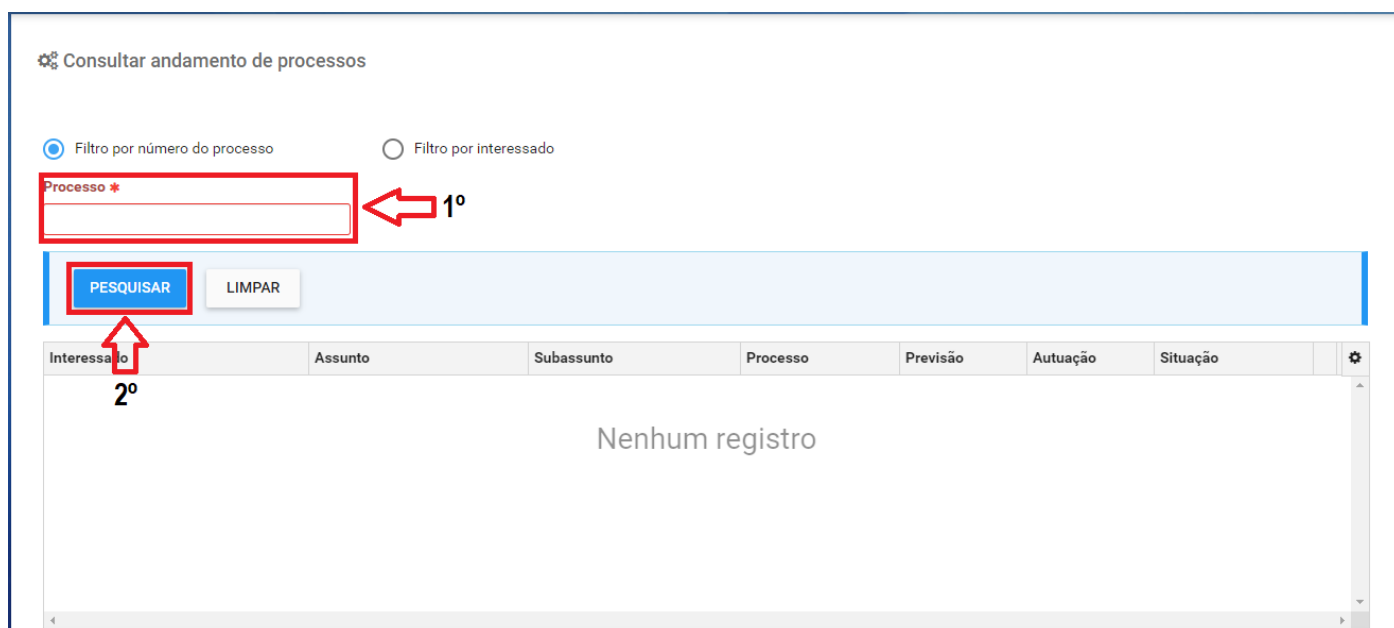 Consultar andamento de processos
Filtro por número do processo Filtro por interessado
Processo *
1º
PESQUISAR LIMPAR
Interessado Assunto Subassunto Processo Previsão Autuação Situação
2º
Nenhum registro